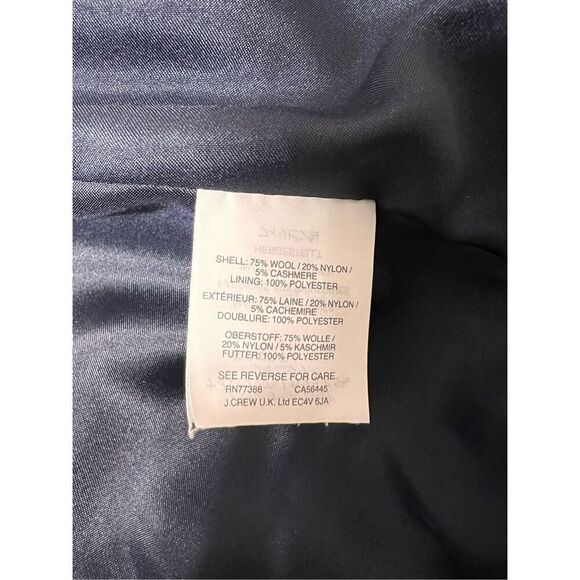 SHELL: 75% WOOL / 20% NYLON /
5% CASHMERE
LINING: 100% POLYESTER
EXTÉRIEUR: 75% LAINE / 20% NYLON /
5% CACHEMIRE
DOUBLURE: 100% POLYESTER
OBERSTOFF: 75% WOLLE /
20% NYLON / 5% KASCHMIR
FUTTER: 100% POLYESTER
SEE REVERSE FOR CARE
RN77388 CA56445
J.CREW U.K. Ltd EC4V 6JA